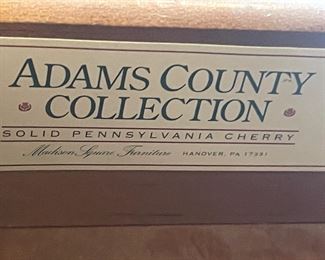 ADAMS COUNTY
COLLECTION
SOLID PENNSYLVANIA CHERRY
Madison Square Furniture HANOVER, PA 17331